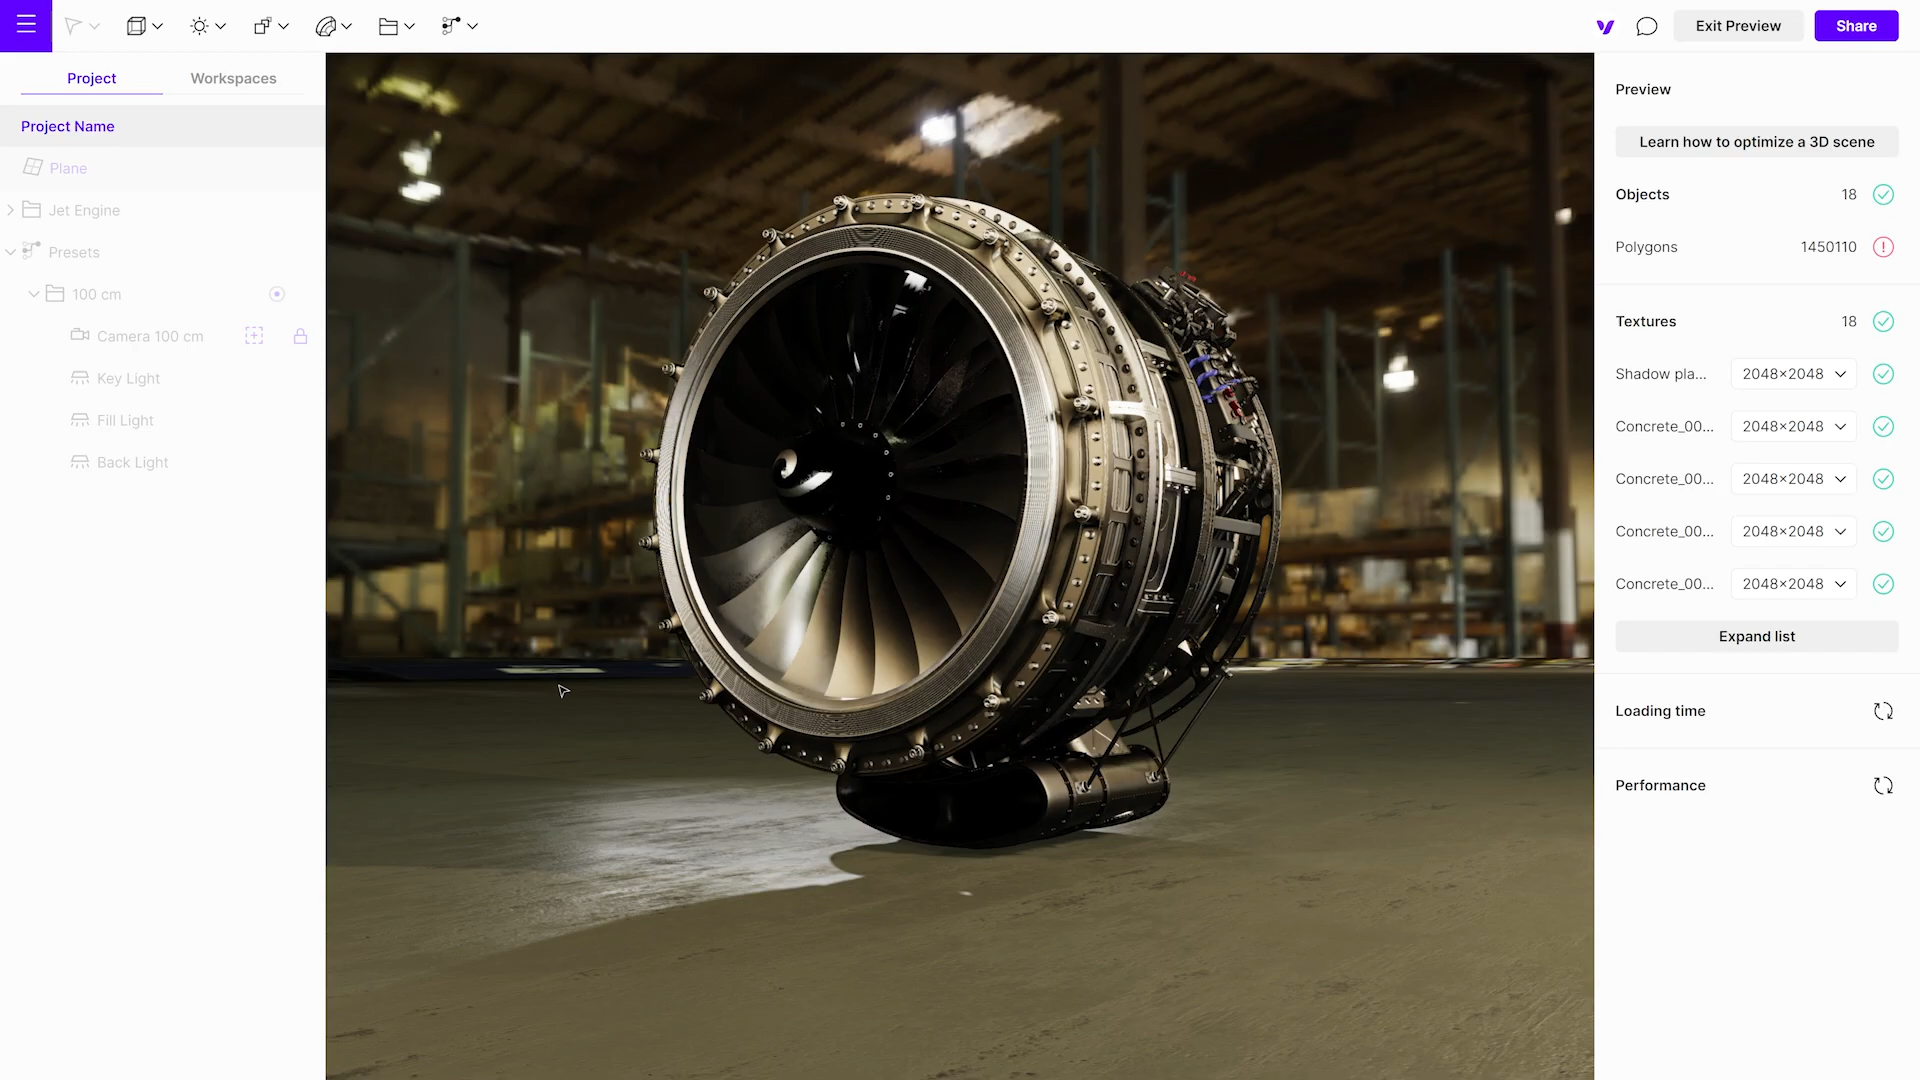 Exit Preview
Share
Project
Workspaces
Project Name
Plane
Jet Engine
Presets
100 cm
Camera 100 cm
Key Light
Fill Light
Back Light
Preview
Learn how to optimize a 3D scene
Objects 18
Polygons 1450110
Textures 18
Shadow pla... 2048×2048
Concrete_00... 2048×2048
Concrete_00... 2048×2048
Concrete_00... 2048×2048
Concrete_00... 2048×2048
Expand list
Loading time
Performance